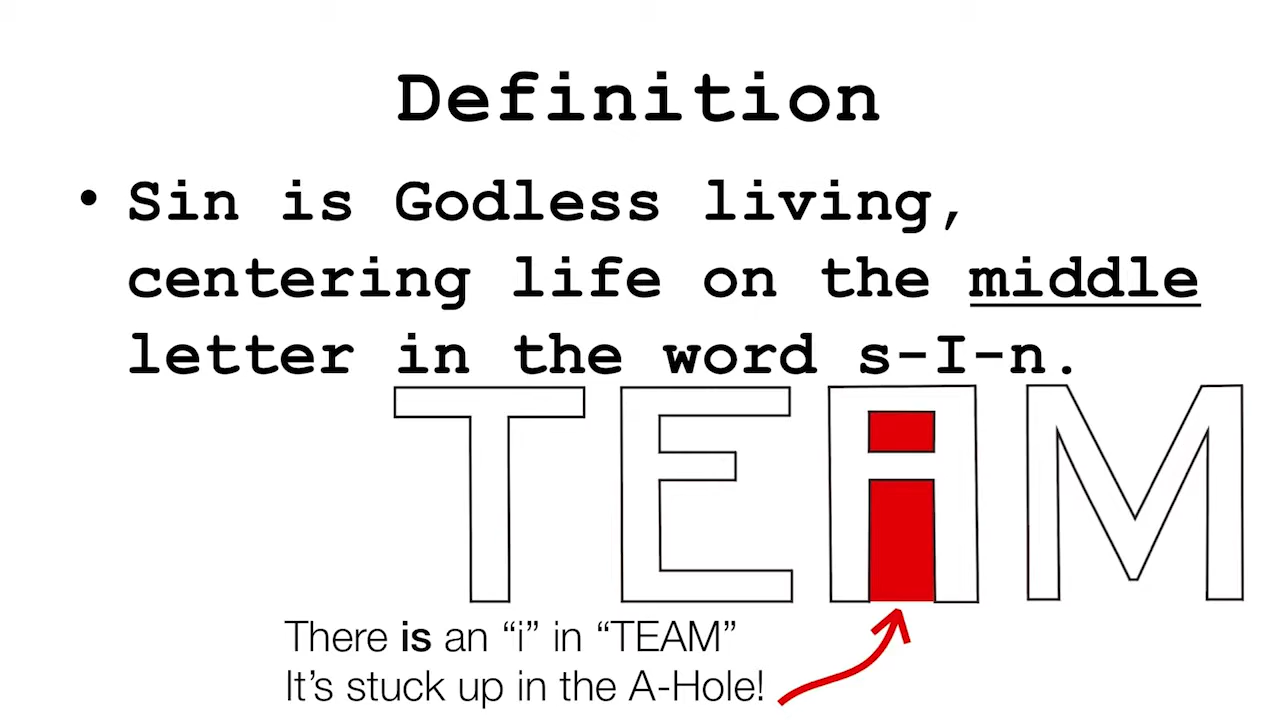 Definition
• Sin is Godless living,
centering life on the middle
letter in the word s-I-n.
TEAM
There is an “i” in “TEAM”
It’s stuck up in the A-Hole!